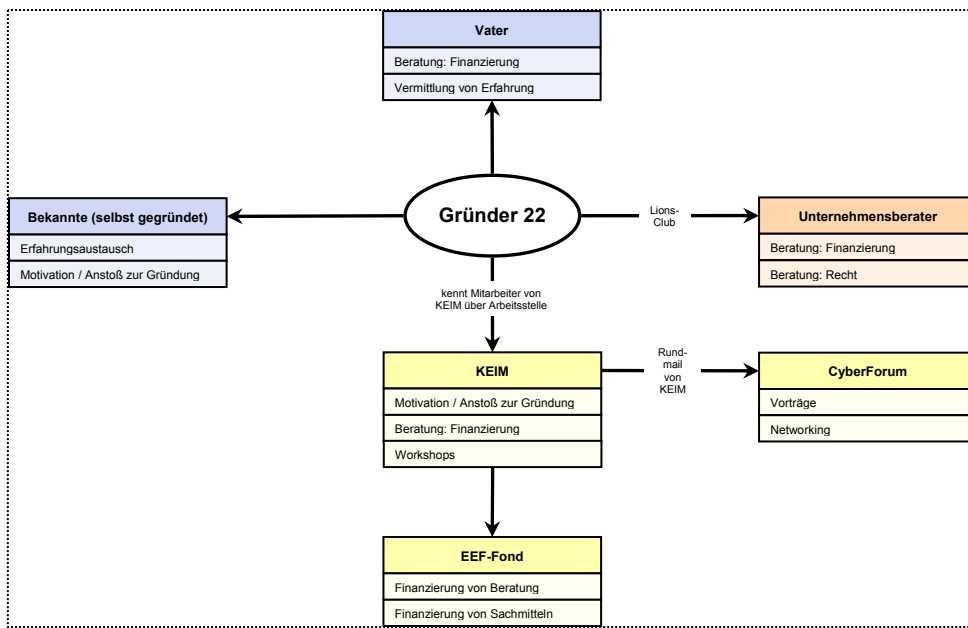 Vater
Beratung: Finanzierung
Vermittlung von Erfahrung
Bekannte (selbst gegründet)
Erfahrungsaustausch
Motivation / Anstoß zur Gründung
Gründer 22
Lions-
Club
Unternehmensberater
Beratung: Finanzierung
Beratung: Recht
kennt Mitarbeiter von
KEIM über Arbeitsstelle
KEIM
Motivation / Anstoß zur Gründung
Beratung: Finanzierung
Workshops
Rund-
mail
von
KEIM
CyberForum
Vorträge
Networking
EEF-Fond
Finanzierung von Beratung
Finanzierung von Sachmitteln